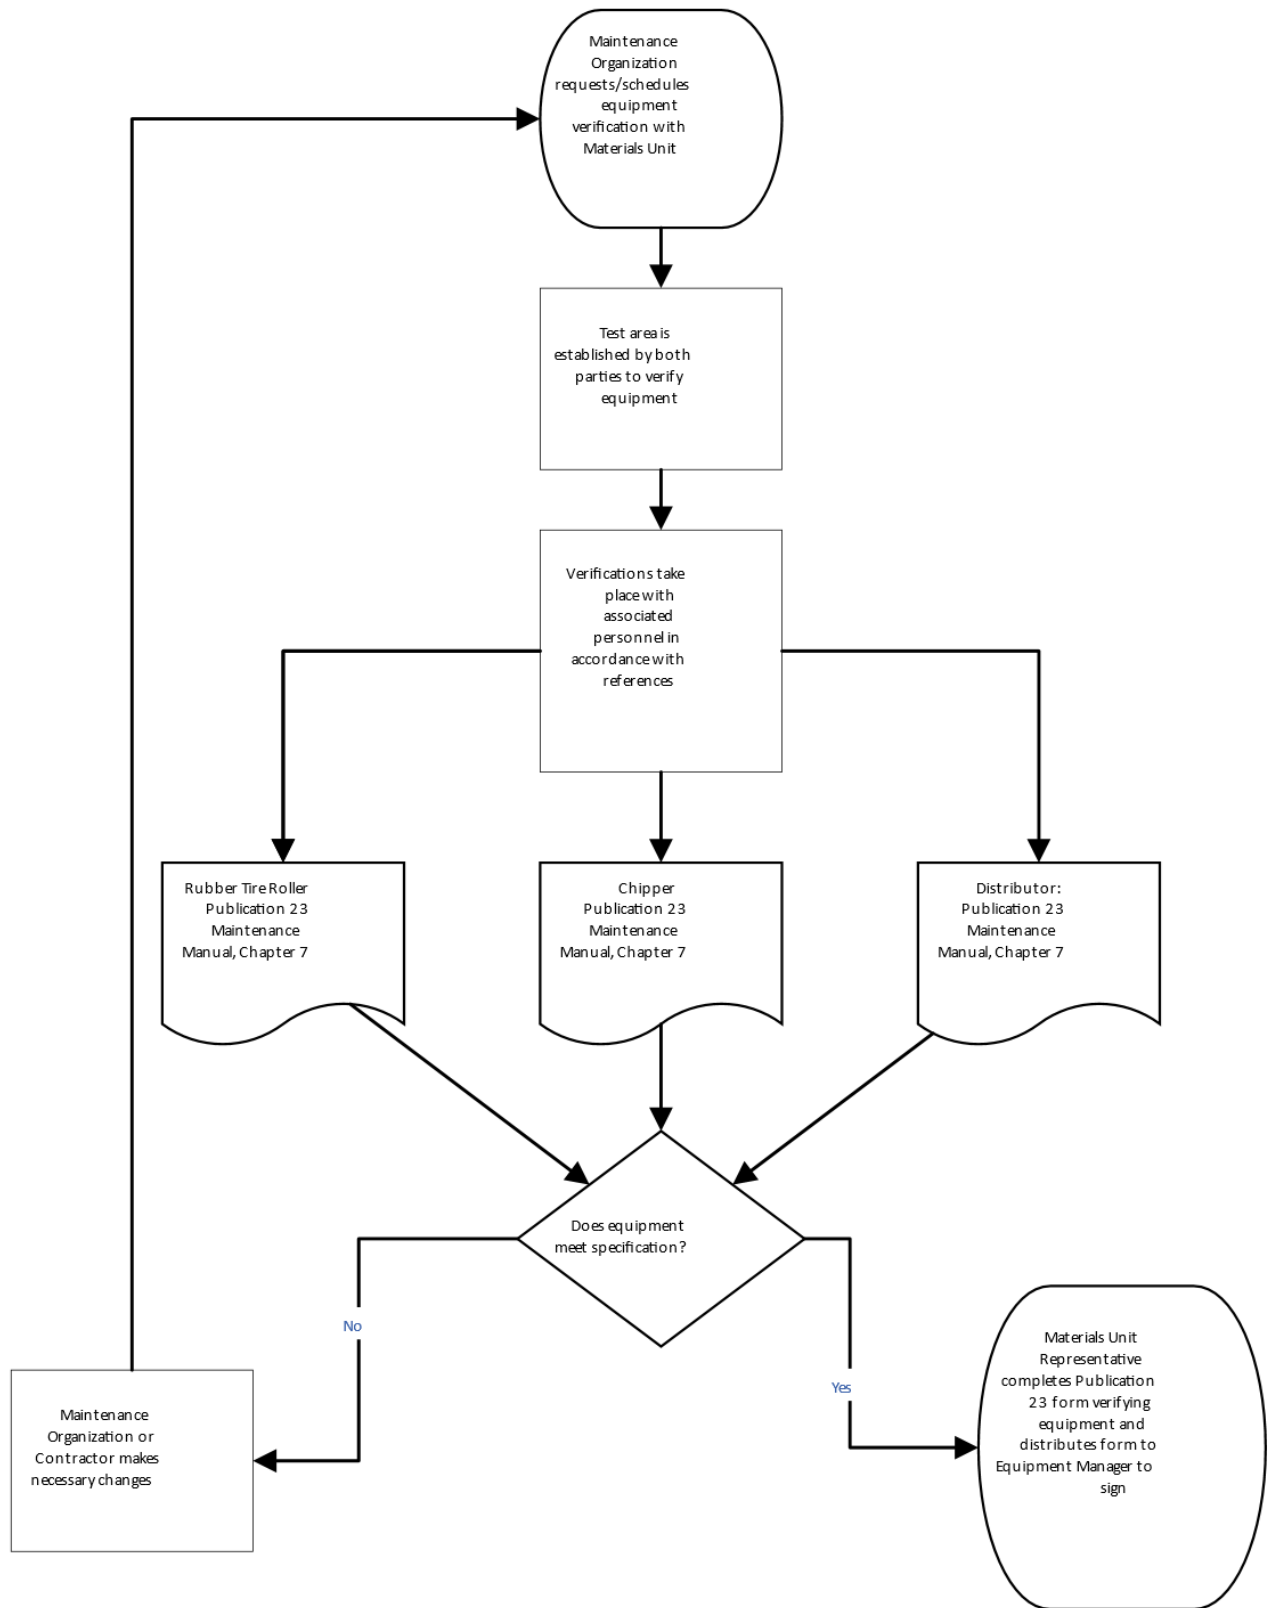 Maintenance
Organization
requests/schedules
equipment
verification with
Materials Unit
Test area is
established by both
parties to verify
equipment
Verifications take
place with
associated
personnel in
accordance with
references
Rubber Tire Roller
Publication 23
Maintenance
Manual, Chapter 7
Chipper
Publication 23
Maintenance
Manual, Chapter 7
Distributor:
Publication 23
Maintenance
Manual, Chapter 7
Does equipment
meet specification?
No
Yes
Maintenance
Organization or
Contractor makes
necessary changes
Materials Unit
Representative
completes Publication
23 form verifying
equipment and
distributes form to
Equipment Manager to
sign